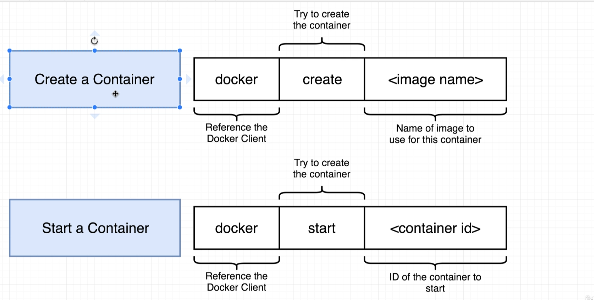 Try to create
the container
Create a Container
docker
create
<image name>
Reference the
Docker Client
Name of image to
use for this container
Try to create
the container
Start a Container
docker
start
<container id>
Reference the
Docker Client
ID of the container to
start